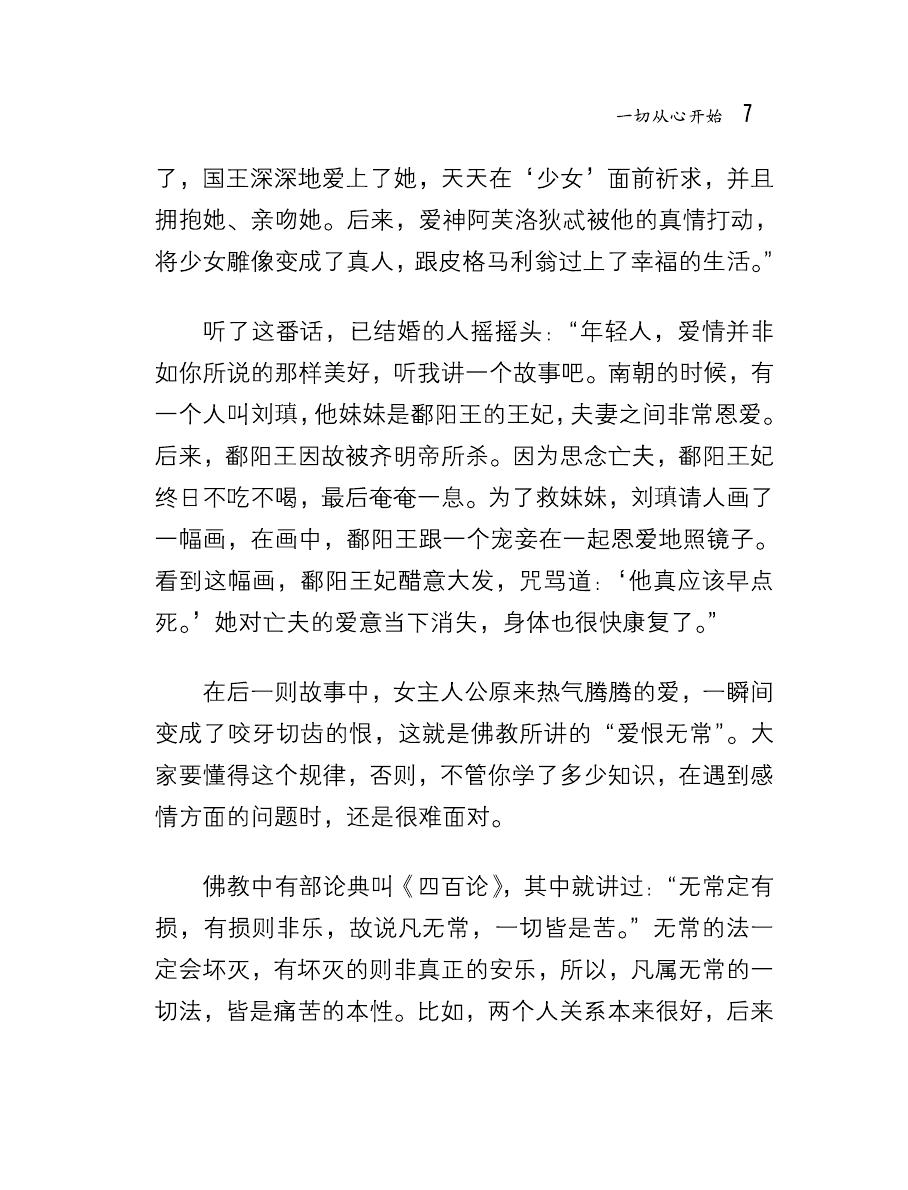 一切从心开始 7
了，国王深深地爱上了她，天天在‘少女’面前祈求，并且
拥抱她、亲吻她。后来，爱神阿芙洛狄忒被他的真情打动，
将少女雕像变成了真人，跟皮格马利翁过上了幸福的生活。”
听了这番话，已结婚的人摇摇头：“年轻人，爱情并非
如你所说的那样美好，听我讲一个故事吧。南朝的时候，有
一个人叫刘瑱，他妹妹是鄱阳王的王妃，夫妻之间非常恩爱。
后来，鄱阳王因故被齐明帝所杀。因为思念亡夫，鄱阳王妃
终日不吃不喝，最后奄奄一息。为了救妹妹，刘瑱请人画了
一幅画，在画中，鄱阳王跟一个宠妾在一起恩爱地照镜子。
看到这幅画，鄱阳王妃醋意大发，咒骂道：‘他真应该早点
死。’她对亡夫的爱意当下消失，身体也很快康复了。”
在后一则故事中，女主人公原来热气腾腾的爱，一瞬间
变成了咬牙切齿的恨，这就是佛教所讲的“爱恨无常”。大
家要懂得这个规律，否则，不管你学了多少知识，在遇到感
情方面的问题时，还是很难面对。
佛教中有部论典叫《四百论》，其中就讲过：“无常定有
损，有损则非乐，故说凡无常，一切皆是苦。”无常的法一
定会坏灭，有坏灭的则非真正的安乐，所以，凡属无常的一
切法，皆是痛苦的本性。比如，两个人关系本来很好，后来